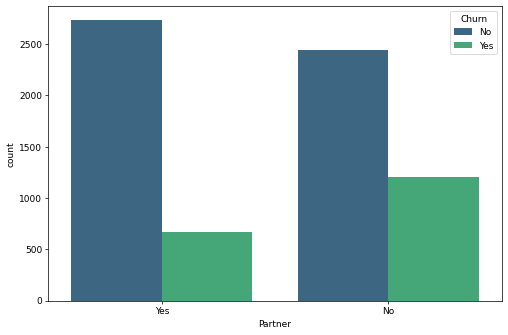 Churn
No
Yes
2500
2000
1500
1000
500
0
count
Yes
No
Partner